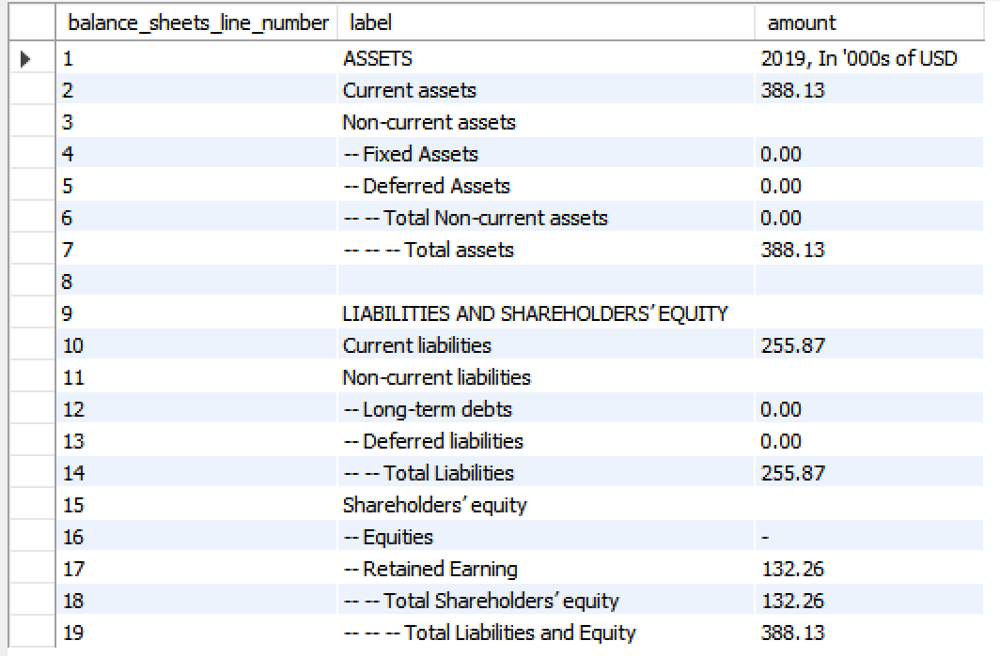 balance_sheets_line_number label amount
1 ASSETS 2019, In '000s of USD
2 Current assets 388.13
3 Non-current assets
4 -- Fixed Assets 0.00
5 -- Deferred Assets 0.00
6 -- -- Total Non-current assets 0.00
7 -- -- -- Total assets 388.13
8
9 LIABILITIES AND SHAREHOLDERS’ EQUITY
10 Current liabilities 255.87
11 Non-current liabilities
12 -- Long-term debts 0.00
13 -- Deferred liabilities 0.00
14 -- -- Total Liabilities 255.87
15 Shareholders’ equity
16 -- Equities -
17 -- Retained Earning 132.26
18 -- -- Total Shareholders’ equity 132.26
19 -- -- -- Total Liabilities and Equity 388.13